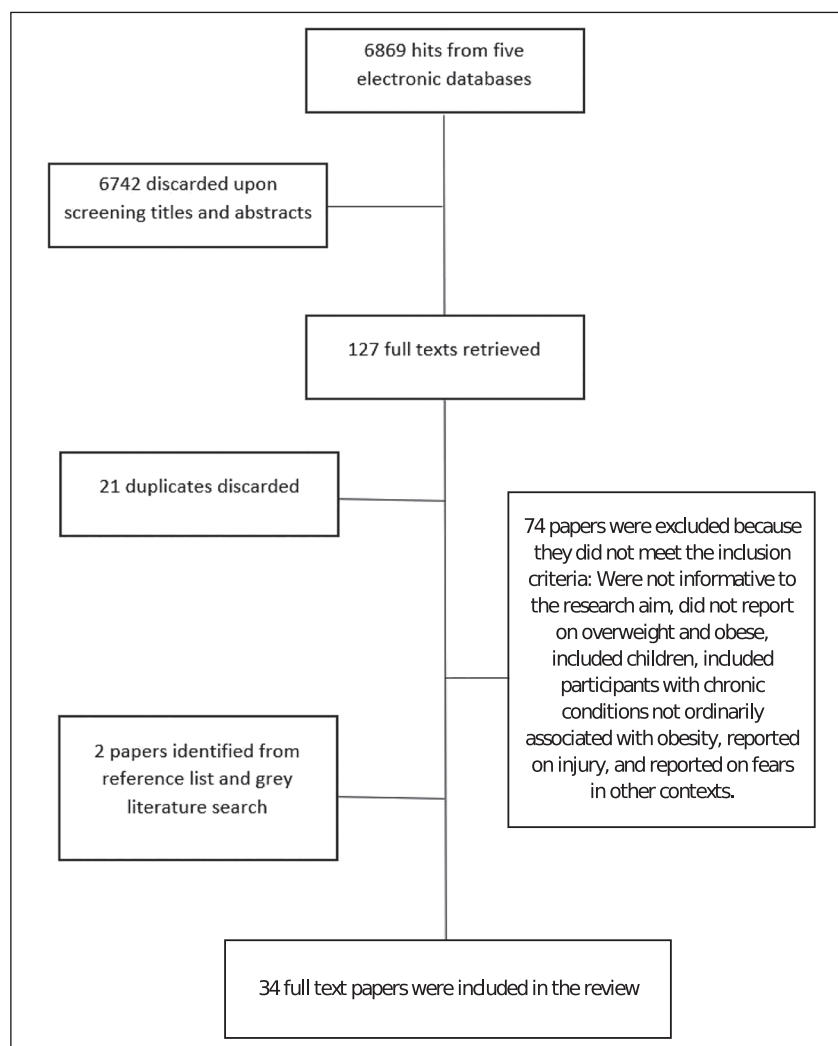 6869 hits from five
electronic databases
6742 discarded upon
screening titles and abstracts
127 full texts retrieved
21 duplicates discarded
74 papers were excluded because
they did not meet the inclusion
criteria: Were not informative to
the research aim, did not report
on overweight and obese,
included children, included
participants with chronic
conditions not ordinarily
associated with obesity, reported
on injury, and reported on fears
in other contexts.
2 papers identified from
reference list and grey
literature search
34 full text papers were included in the review